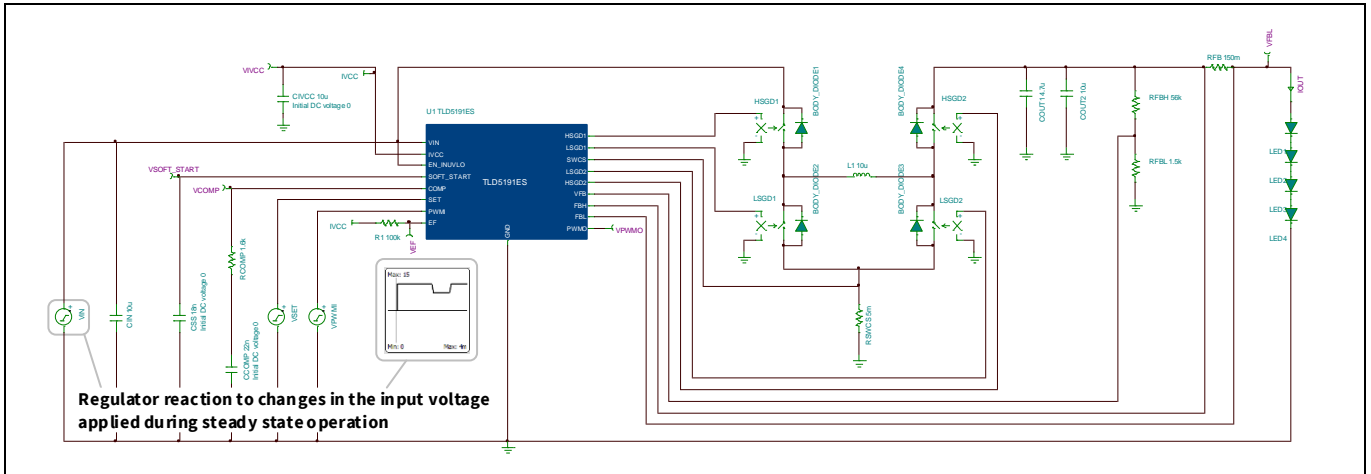 VIVCC
IVCC
CIVCC 10u
Initial DC voltage 0
U1 TLD5191ES
VIN
IVCC
EN_INUVLO
SOFT_START
COMP
SET
PWMI
EF
TLD5191ES
GND
HSGD1
LSGD1
SWCS
LSGD2
HSGD2
VFB
FBH
FBL
PWMO
VPWMO
VSOFT_START
VCOMP
IVCC
R1 100k
VEF
RCOMP 1.6k
CCOMP 22n
Initial DC voltage 0
CSS 18n
Initial DC voltage 0
VIN
CIN 10u
VSET
VPWMI
Max: 15
Min: 0
Max: 4m
Regulator reaction to changes in the input voltage
applied during steady state operation
HSGD1
BODY_DIODE1
BODY_DIODE4
HSGD2
LSGD1
BODY_DIODE2
L1 10u
BODY_DIODE3
LSGD2
RSWCS 5m
COUT1 4.7u
COUT2 10u
RFBH 56k
RFBL 1.5k
RFB 150m
VFBL
IOUT
LED1
LED2
LED3
LED4